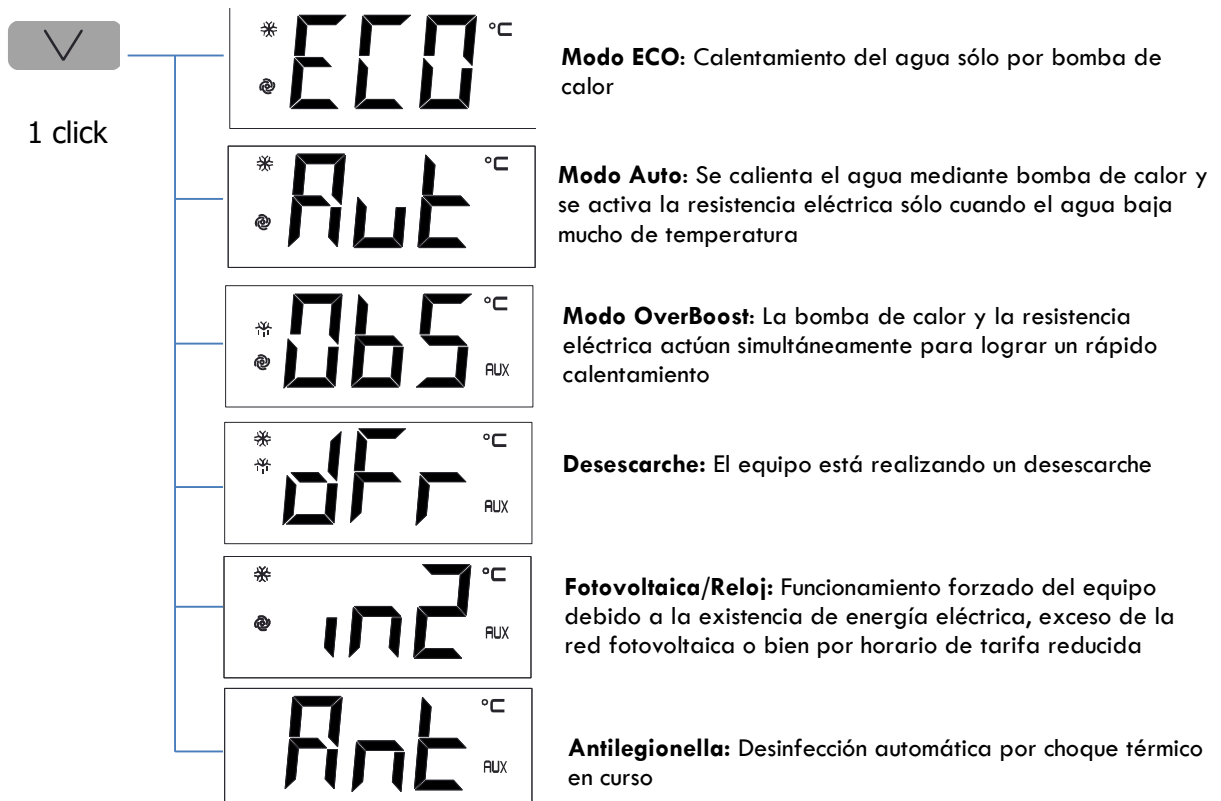 ECO °C
Modo ECO: Calentamiento del agua sólo por bomba de
calor
1 click
Aut °C
Modo Auto: Se calienta el agua mediante bomba de calor y
se activa la resistencia eléctrica sólo cuando el agua baja
mucho de temperatura
ObS °C
AUX
Modo OverBoost: La bomba de calor y la resistencia
eléctrica actúan simultáneamente para lograr un rápido
calentamiento
dFr °C
AUX
Desescarche: El equipo está realizando un desescarche
in2 °C
AUX
Fotovoltaica/Reloj: Funcionamiento forzado del equipo
debido a la existencia de energía eléctrica, exceso de la
red fotovoltaica o bien por horario de tarifa reducida
Ant °C
AUX
Antilegionella: Desinfección automática por choque térmico
en curso